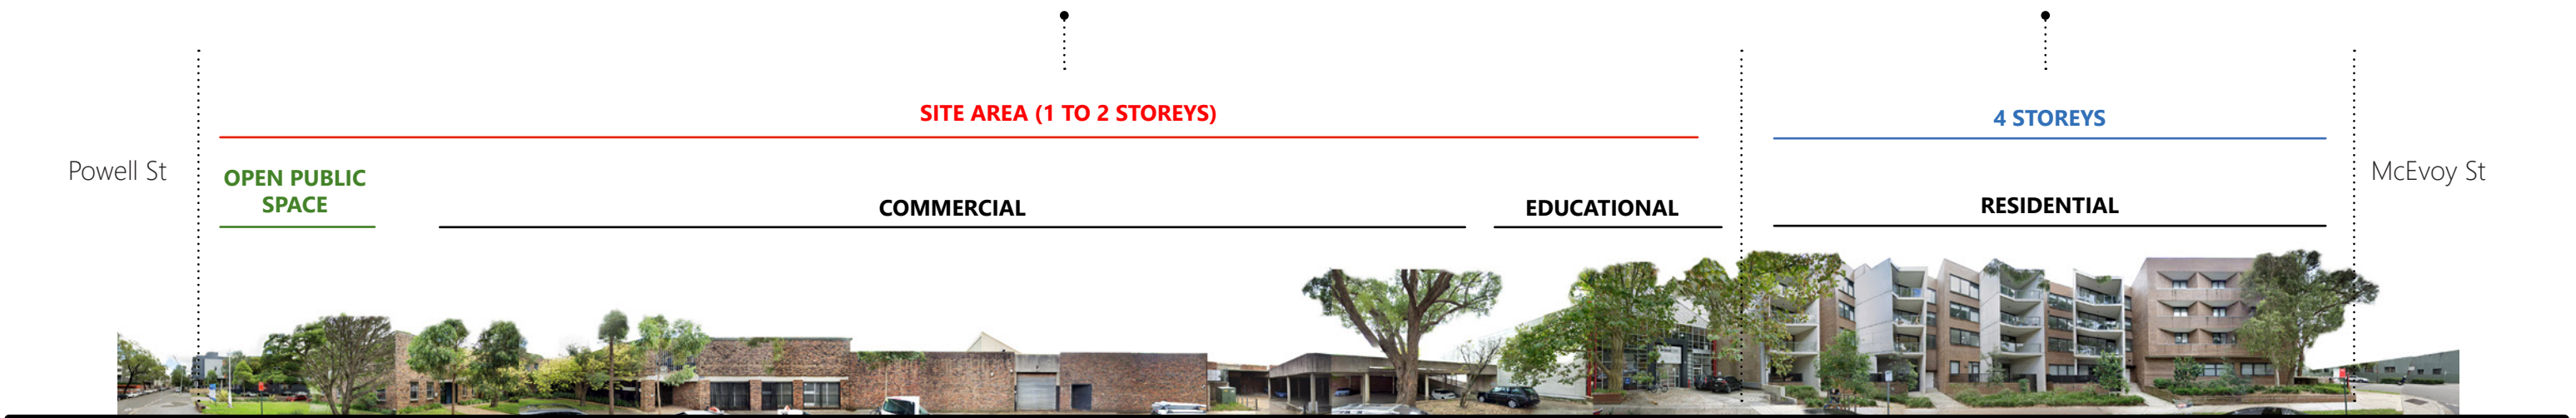 SITE AREA (1 TO 2 STOREYS)
4 STOREYS
Powell St
OPEN PUBLIC
SPACE
COMMERCIAL
EDUCATIONAL
RESIDENTIAL
McEvoy St